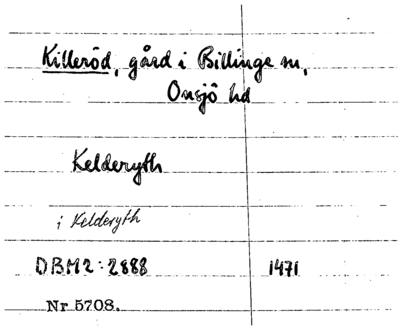 Killeröd, gård i Billinge sn,
Onsjö hd
Kelderyth
i Kelderyth
DBM2:2888 1471
Nr 5708.